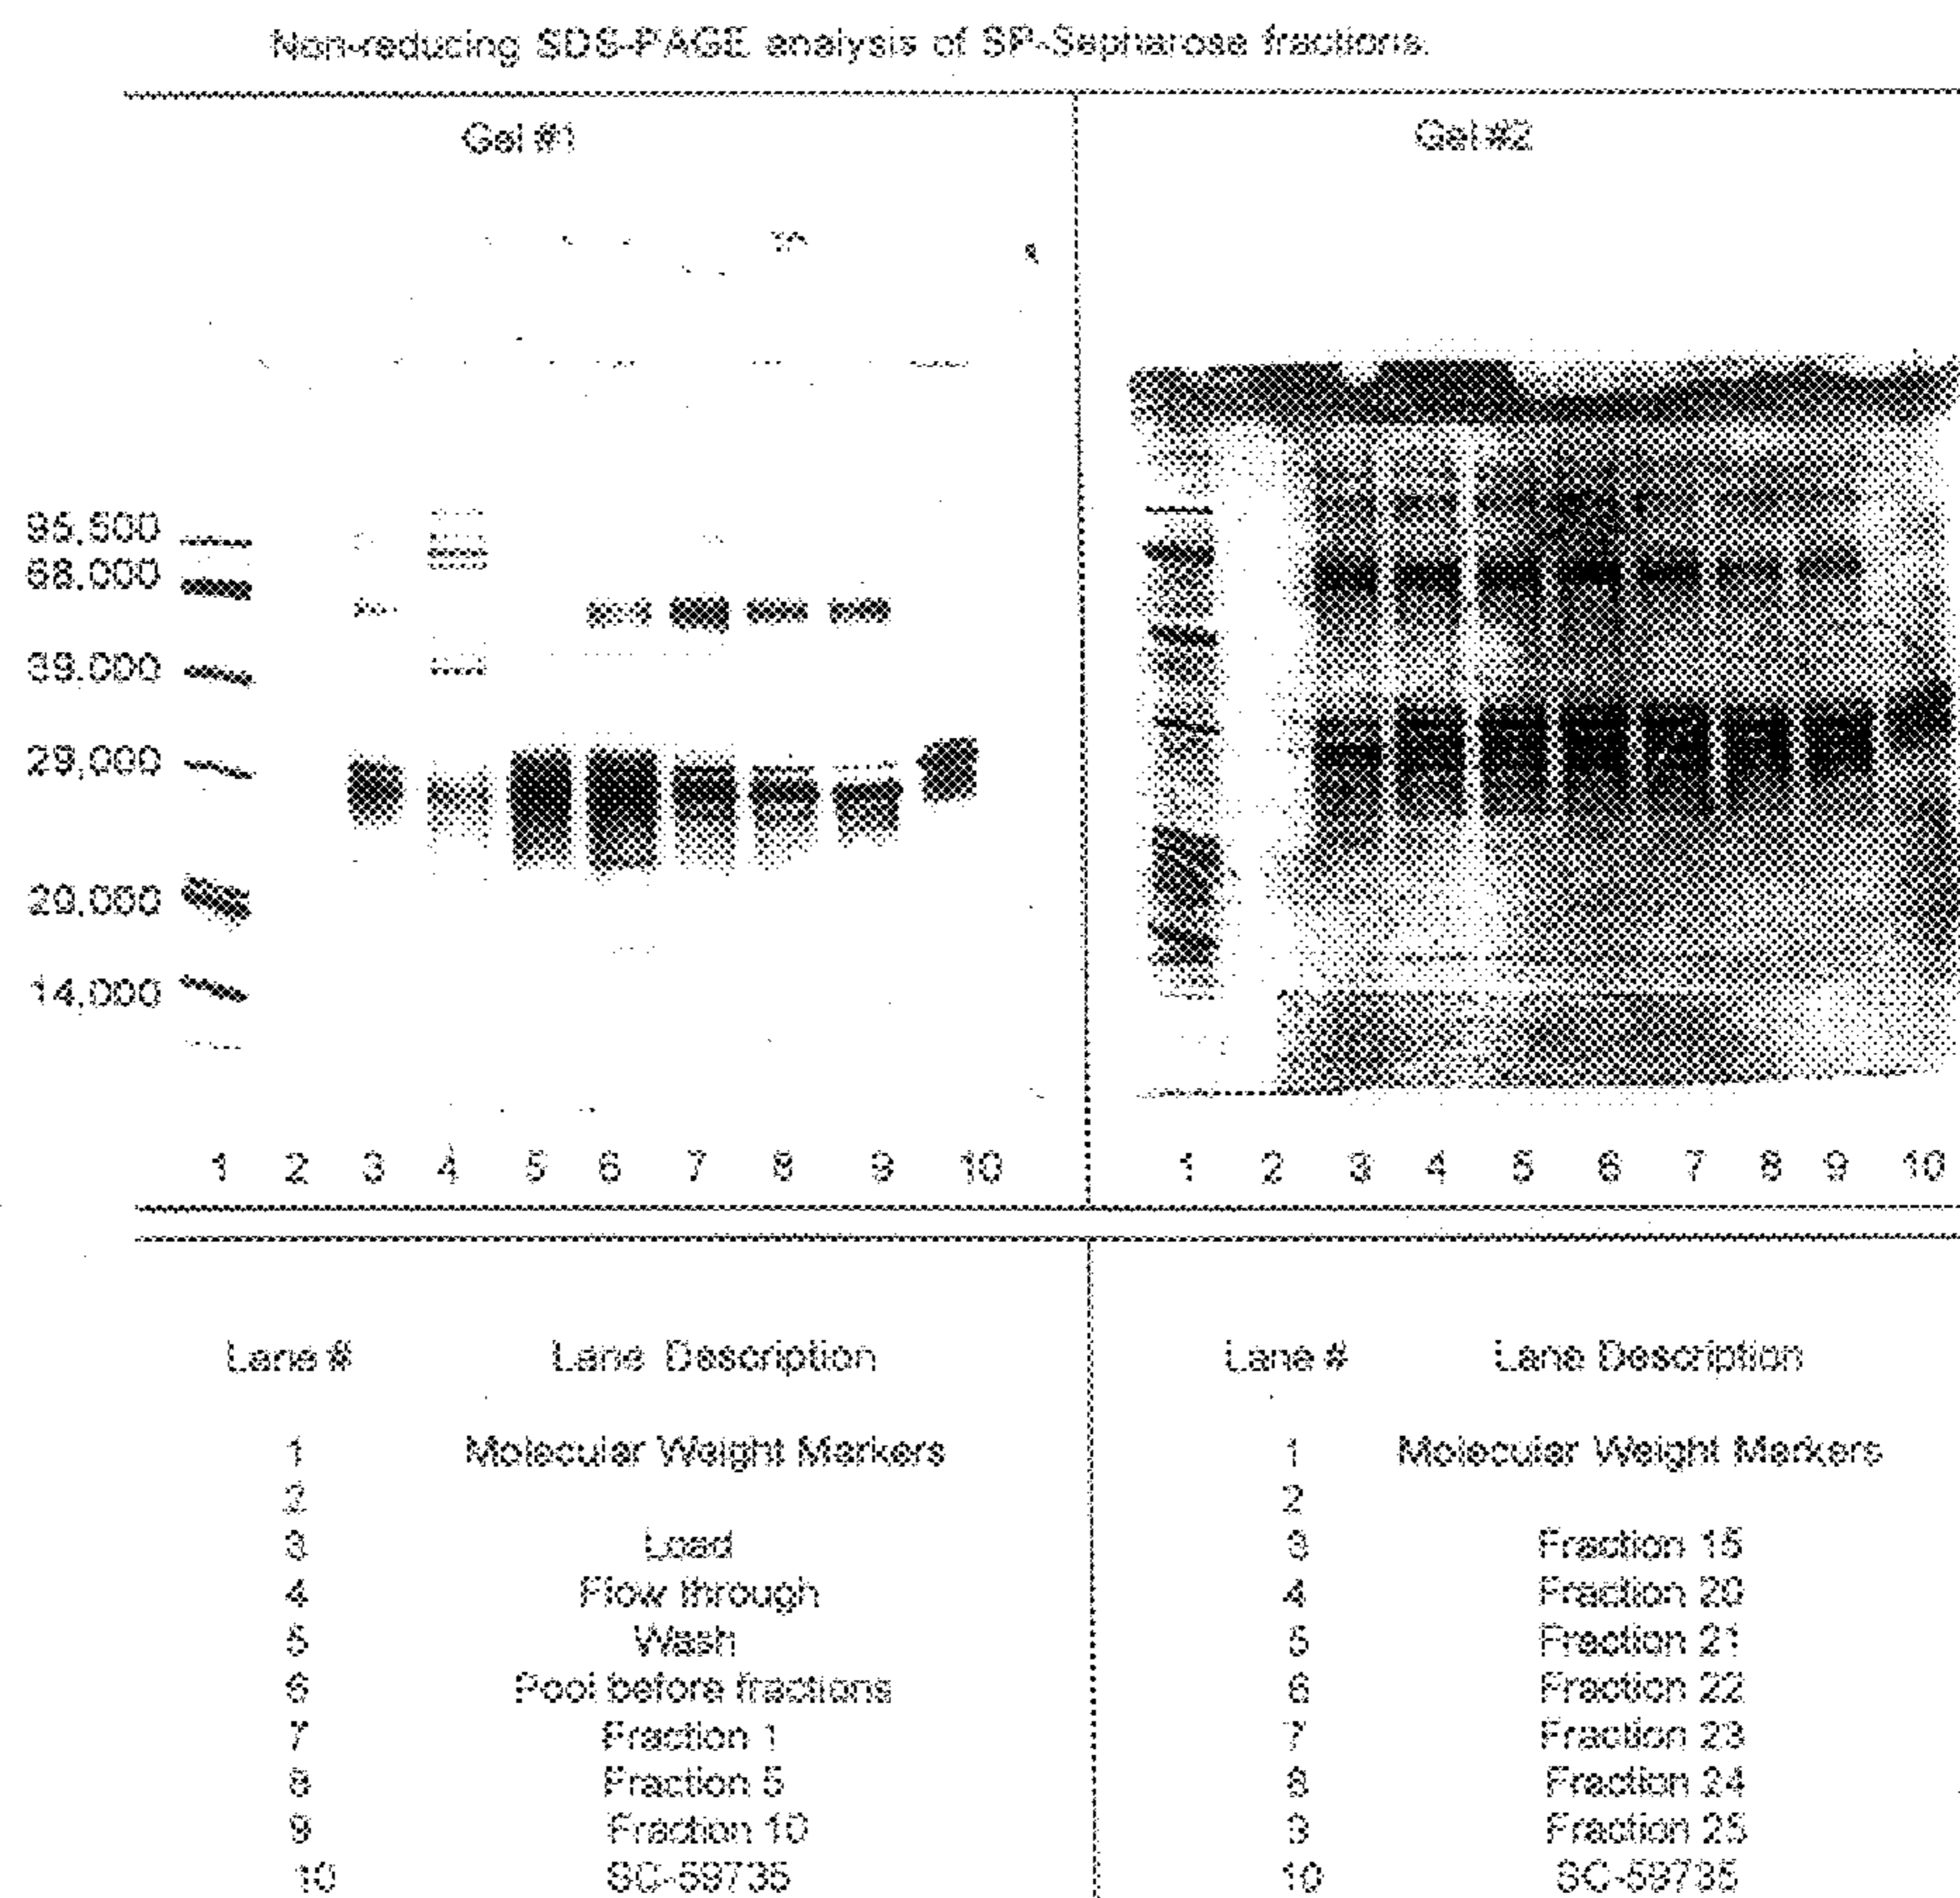 Non-reducing SDS-PAGE analysis of SP-Sepharose fractions.
Gel #1
Gel #2
95,500
68,000
39,000
29,000
20,000
14,000
1 2 3 4 5 6 7 8 9 10
1 2 3 4 5 6 7 8 9 10
Lane # Lane Description
1 Molecular Weight Markers
2
3 Load
4 Flow through
5 Wash
6 Pool before fractions
7 Fraction 1
8 Fraction 5
9 Fraction 10
10 SC-59735
Lane # Lane Description
1 Molecular Weight Markers
2
3 Fraction 15
4 Fraction 20
5 Fraction 21
6 Fraction 22
7 Fraction 23
8 Fraction 24
9 Fraction 25
10 SC-59735